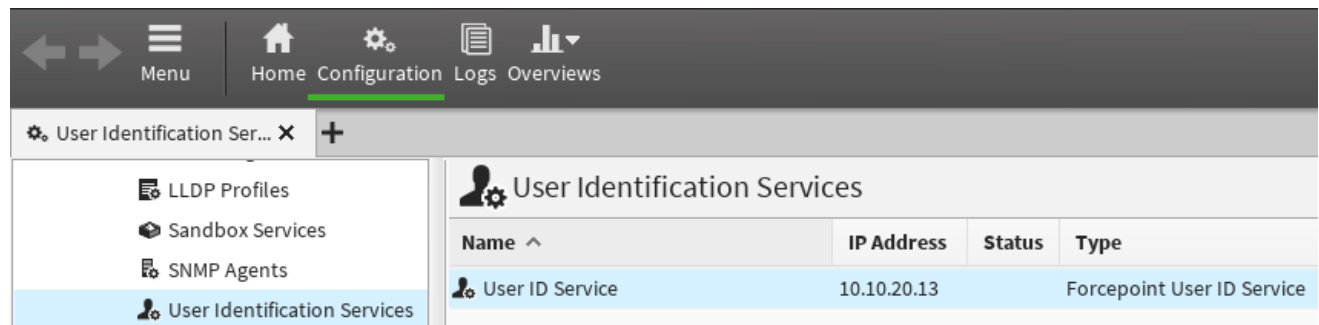 Menu
Home Configuration Logs Overviews
User Identification Ser...
LLDP Profiles
Sandbox Services
SNMP Agents
User Identification Services
User Identification Services
Name IP Address Status Type
User ID Service 10.10.20.13 Forcepoint User ID Service